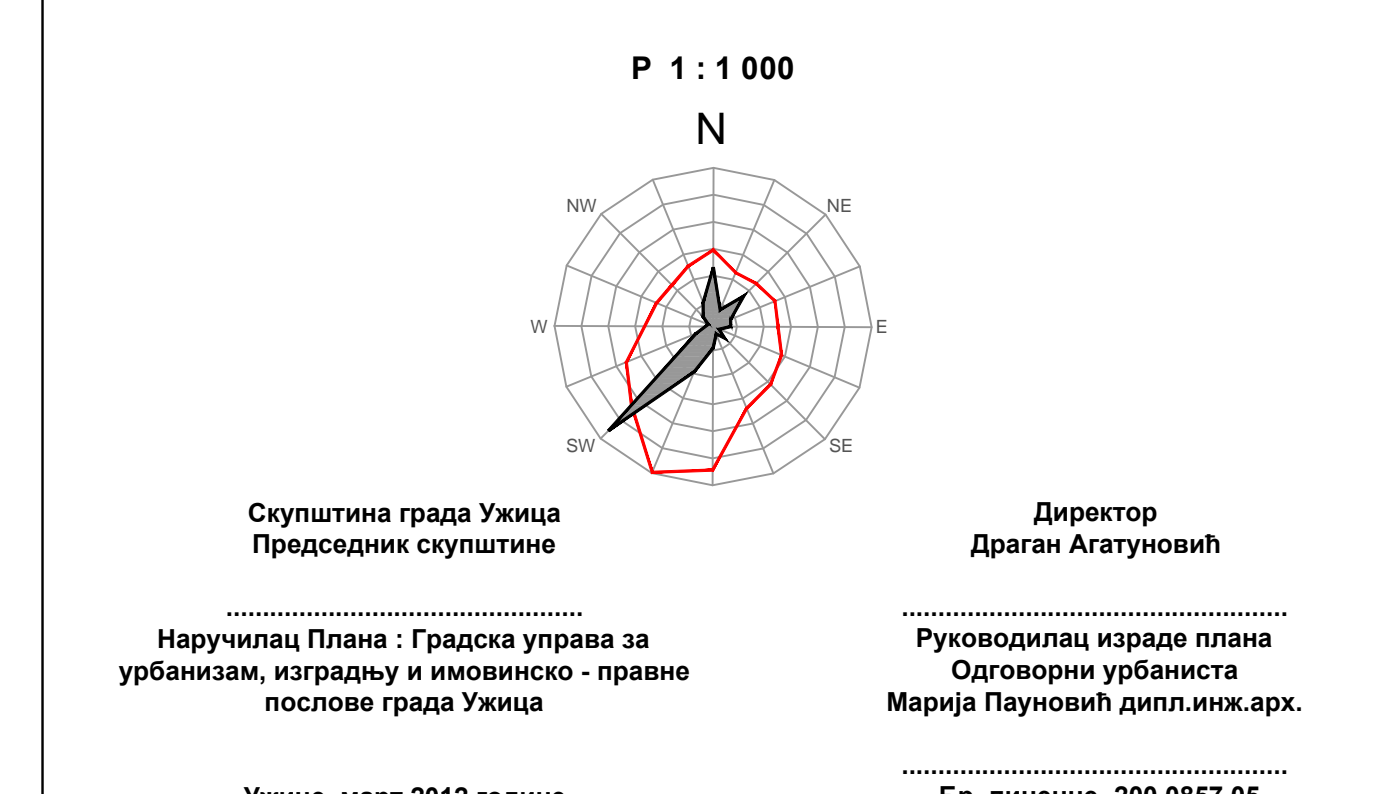 Р 1 : 1 000
N
NW
NE
W
E
SW
SE
Скупштина града Ужица
Председник скупштине
.................................................
Наручилац Плана : Градска управа за
урбанизам, изградњу и имовинско - правне
послове града Ужица
Директор
Драган Агатуновић
.....................................................
Руководилац израде плана
Одговорни урбаниста
Марија Пауновић дипл.инж.арх.
.....................................................